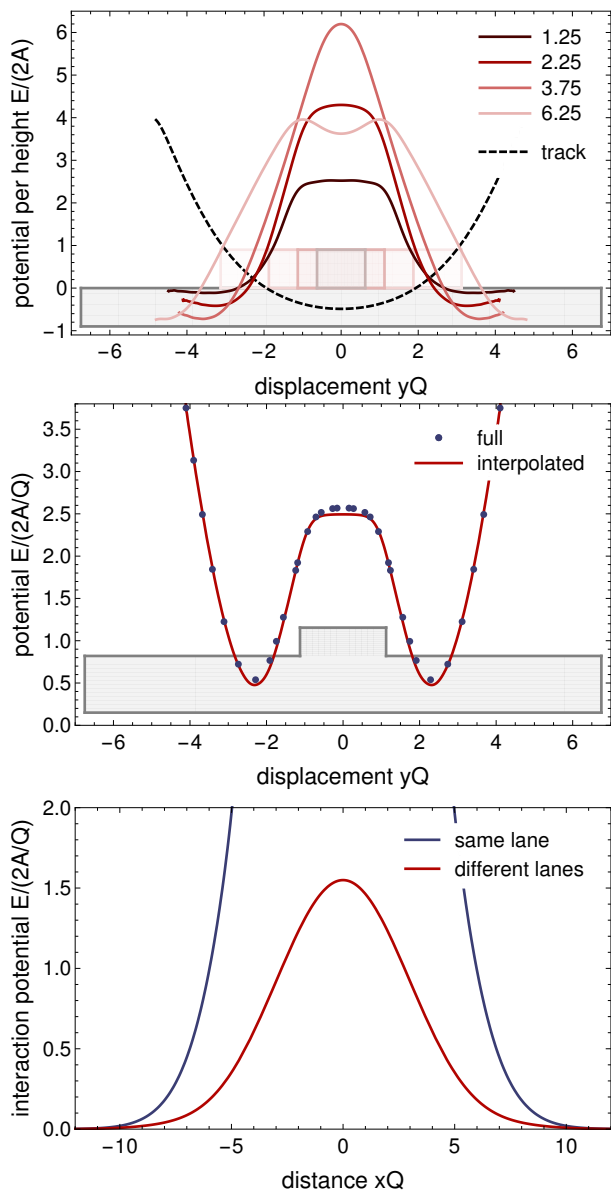 potential per height E/(2A)
6
5
4
3
2
1
0
−1
1.25
2.25
3.75
6.25
track
−6 −4 −2 0 2 4 6
displacement yQ
potential E/(2A/Q)
3.5
3.0
2.5
2.0
1.5
1.0
0.5
0.0
full
interpolated
−6 −4 −2 0 2 4 6
displacement yQ
interaction potential E/(2A/Q)
2.0
1.5
1.0
0.5
0.0
same lane
different lanes
−10 −5 0 5 10
distance xQ